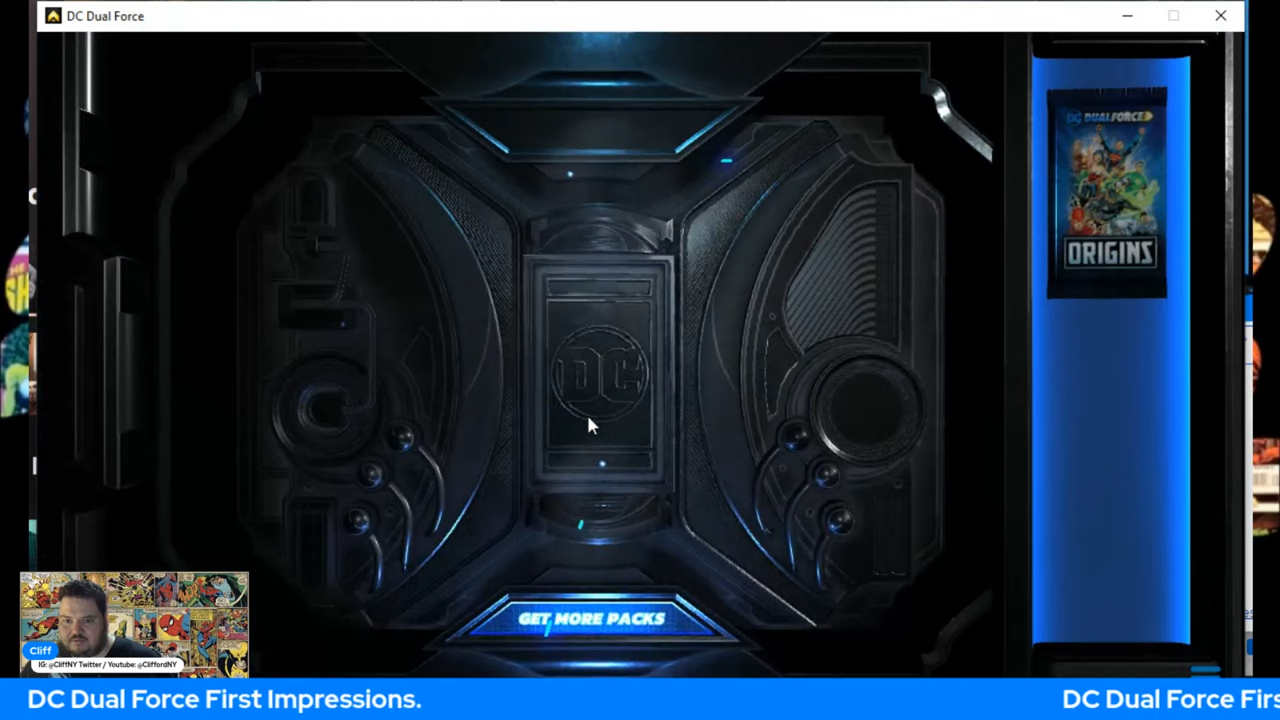 DC Dual Force
DC DUAL FORCE
ORIGINS
DC
GET MORE PACKS
Cliff
IG: @CliffNY Twitter / Youtube: @CliffordNY
DC Dual Force First Impressions.
DC Dual Force Firs